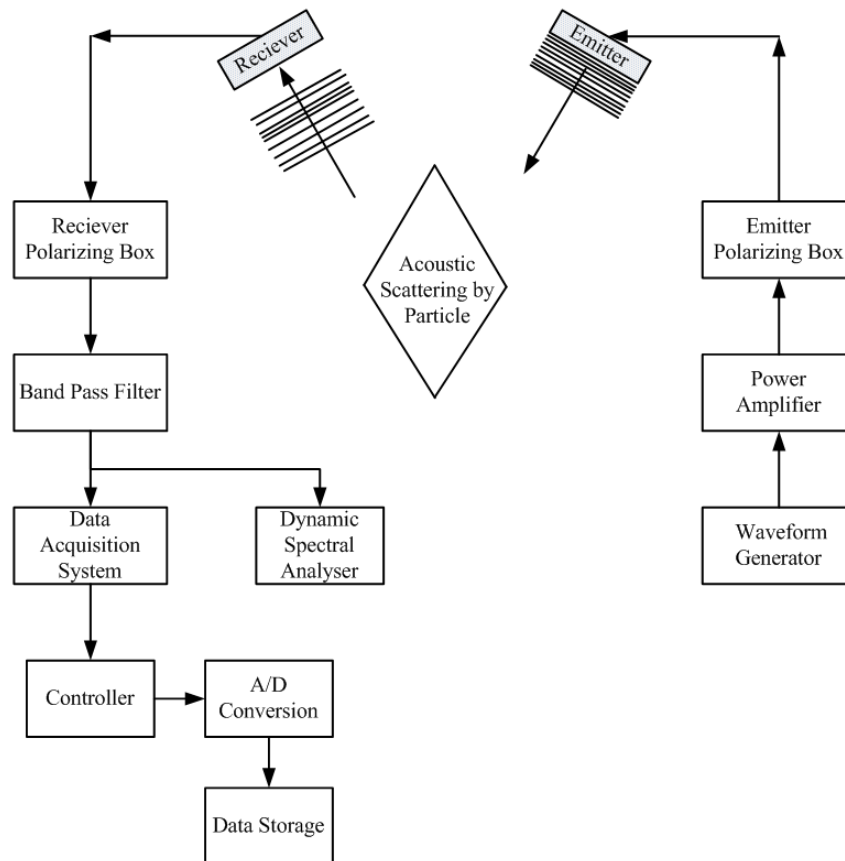 Reciever
Emitter
Reciever
Polarizing Box
Emitter
Polarizing Box
Acoustic
Scattering by
Particle
Band Pass Filter
Power
Amplifier
Data
Acquisition
System
Dynamic
Spectral
Analyser
Waveform
Generator
Controller
A/D
Conversion
Data Storage